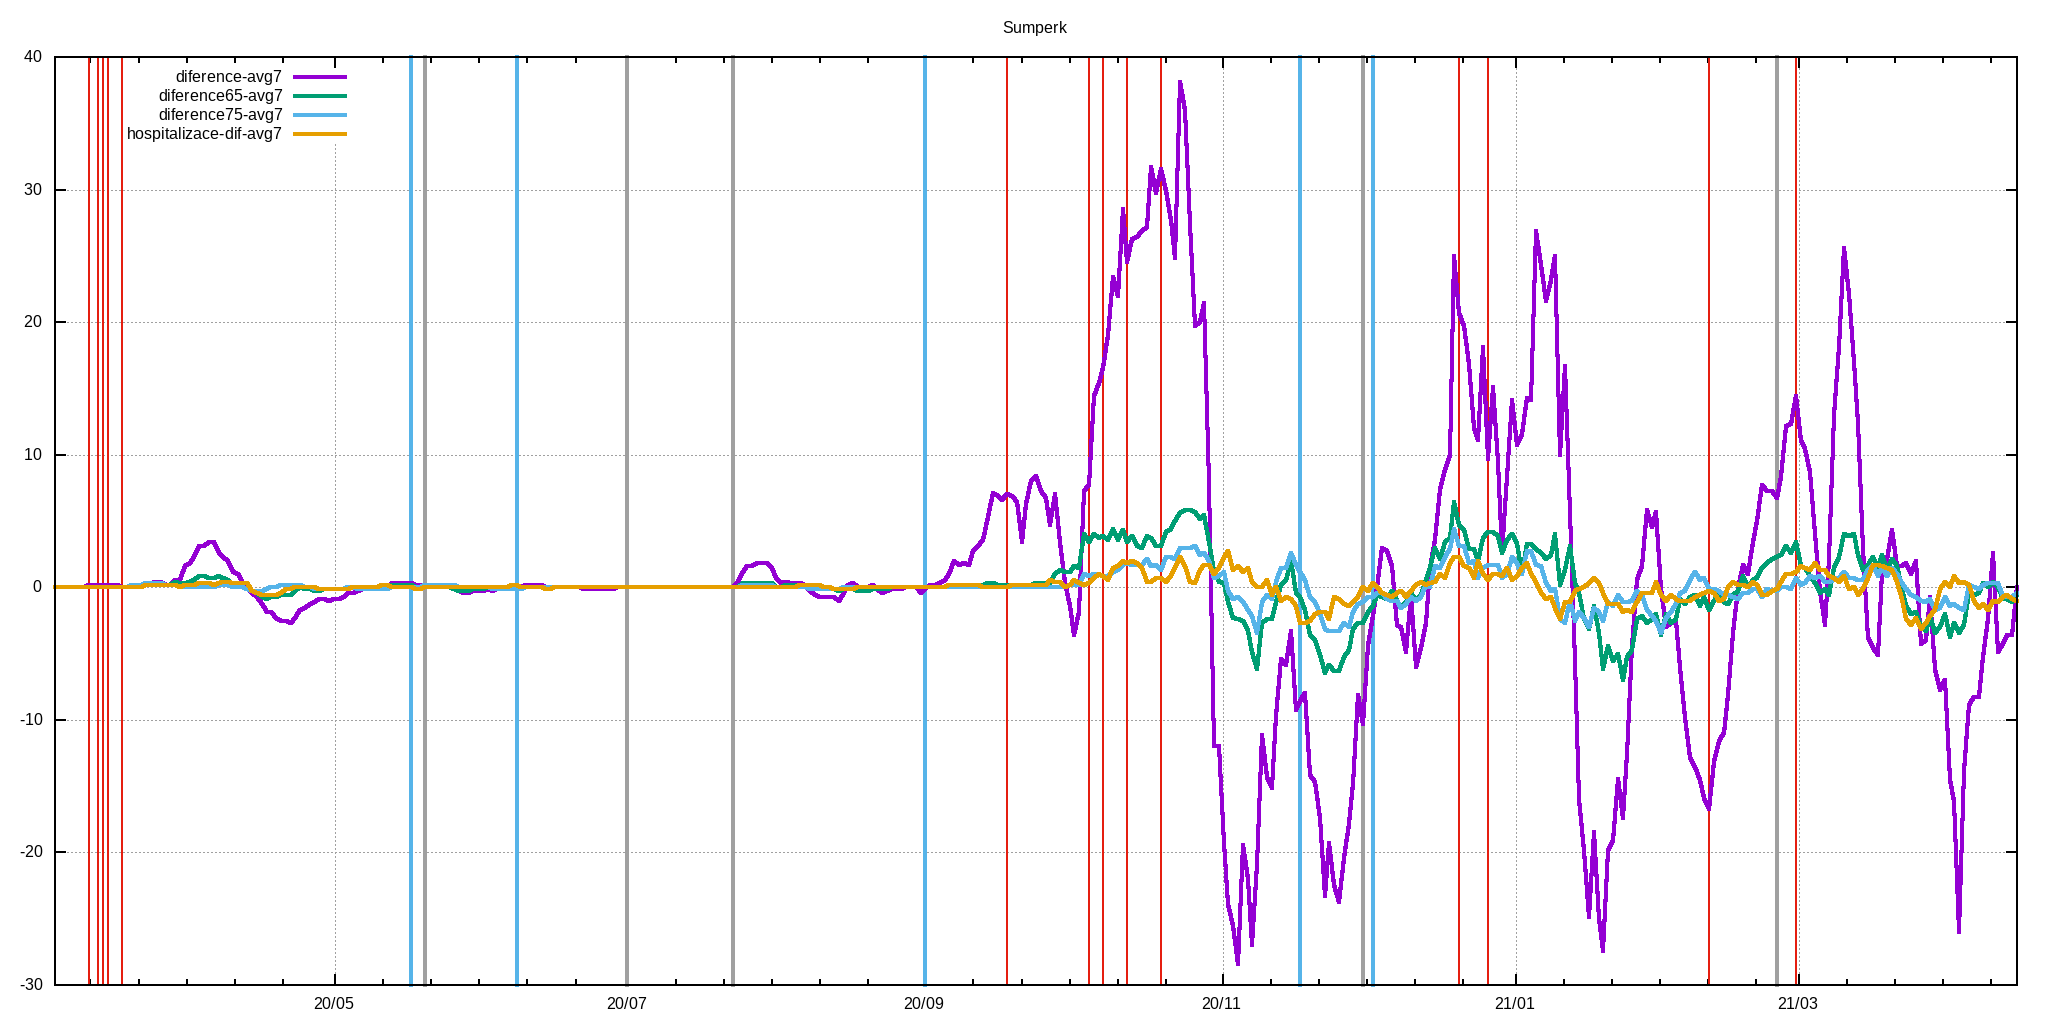 Sumperk
40
30
20
10
0
-10
-20
-30
diference-avg7
diference65-avg7
diference75-avg7
hospitalizace-dif-avg7
20/05
20/07
20/09
20/11
21/01
21/03